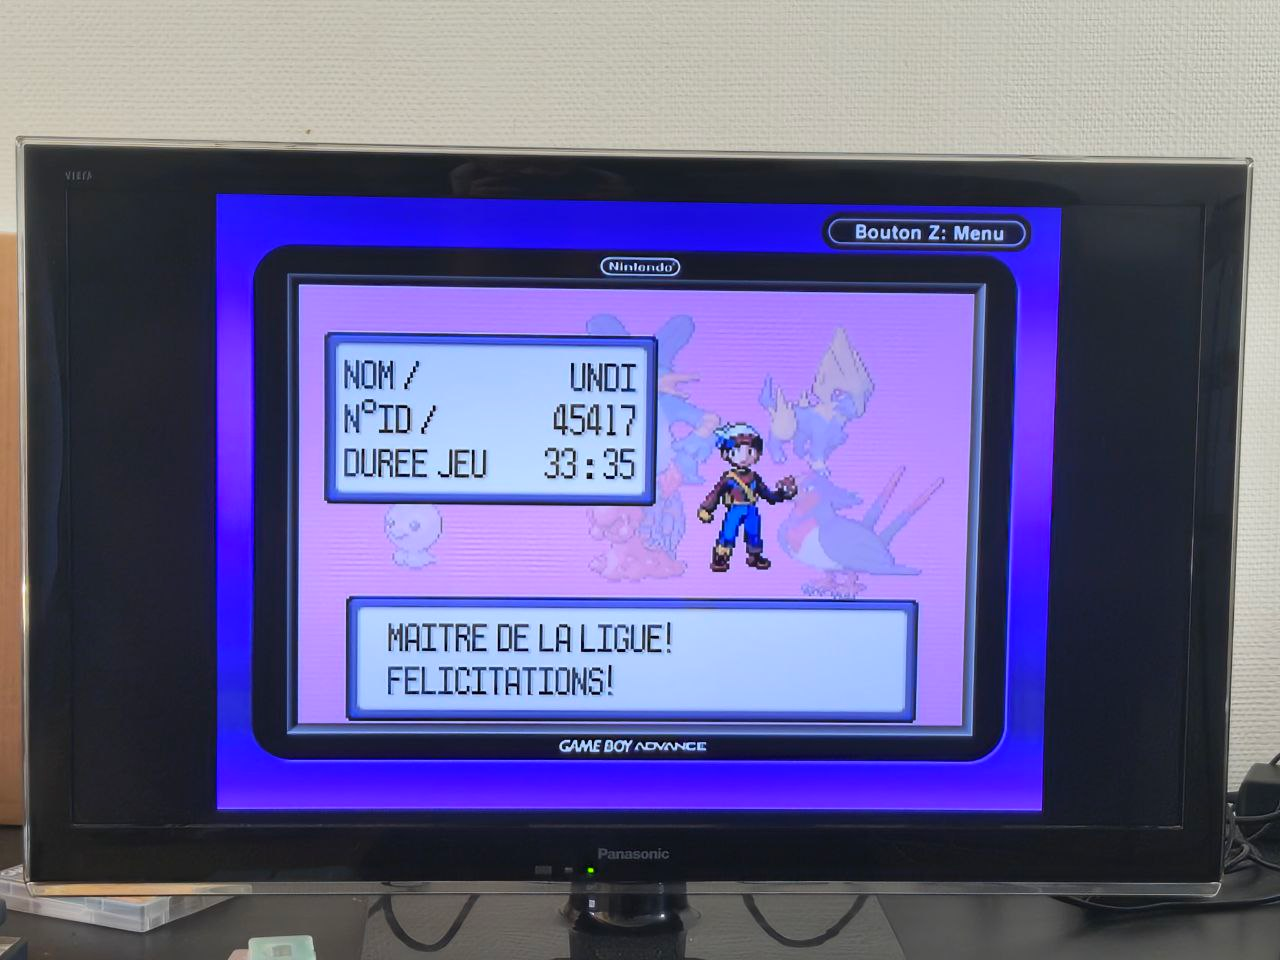 VIERA
Bouton Z: Menu
Nintendo
NOM / UNDI
N°ID / 45417
DUREE JEU 33:35
MAITRE DE LA LIGUE!
FELICITATIONS!
GAME BOY ADVANCE
Panasonic